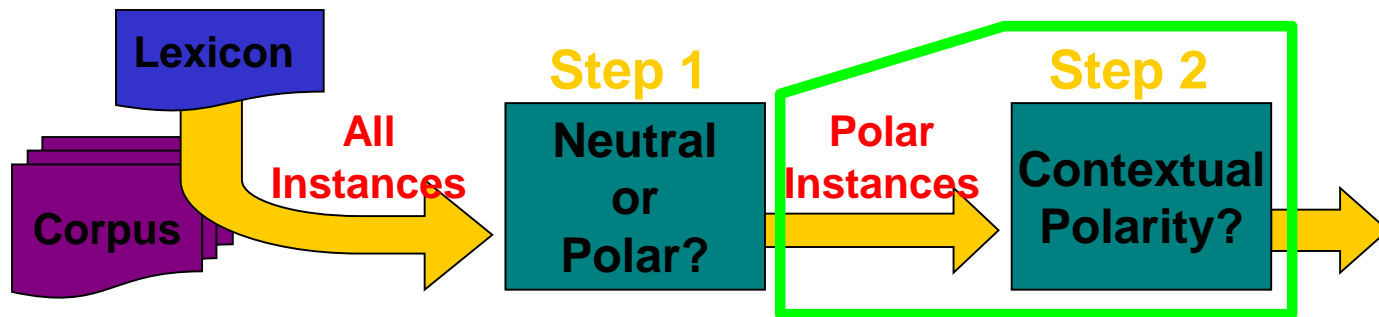 Lexicon
Corpus
All
Instances
Step 1
Neutral
or
Polar?
Polar
Instances
Step 2
Contextual
Polarity?